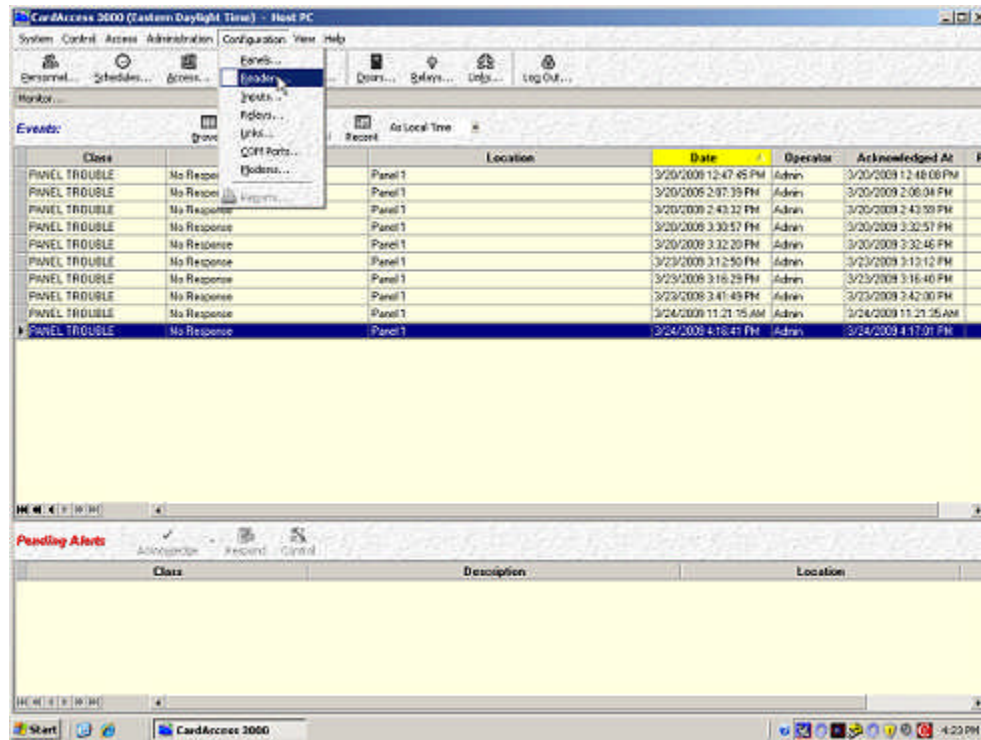 CardAccess 3000 (Eastern Daylight Time) - Host PC
System Control Access Administration Configuration View Help
Personnel... Schedules... Access... Doors... Relays... Links... Log Out...
Panels...
Readers...
Inputs...
Relays...
Links...
COM Ports...
Modems...
Reports...
Monitor...
Events: Recent As Local Time
Class Location Date Operator Acknowledged At
PANEL TROUBLE No Respon Panel 1 3/20/2009 12:47:45 PM Admin 3/20/2009 12:48:08 PM
PANEL TROUBLE No Respon Panel 1 3/20/2009 2:07:39 PM Admin 3/20/2009 2:08:04 PM
PANEL TROUBLE No Response Panel 1 3/20/2009 2:43:32 PM Admin 3/20/2009 2:43:59 PM
PANEL TROUBLE No Response Panel 1 3/20/2009 3:30:57 PM Admin 3/20/2009 3:32:57 PM
PANEL TROUBLE No Response Panel 1 3/20/2009 3:32:20 PM Admin 3/20/2009 3:32:46 PM
PANEL TROUBLE No Response Panel 1 3/23/2009 3:12:50 PM Admin 3/23/2009 3:13:12 PM
PANEL TROUBLE No Response Panel 1 3/23/2009 3:16:29 PM Admin 3/23/2009 3:16:40 PM
PANEL TROUBLE No Response Panel 1 3/23/2009 3:41:49 PM Admin 3/23/2009 3:42:00 PM
PANEL TROUBLE No Response Panel 1 3/24/2009 11:21:15 AM Admin 3/24/2009 11:21:35 AM
PANEL TROUBLE No Response Panel 1 3/24/2009 4:18:41 PM Admin 3/24/2009 4:17:01 PM
Pending Alerts Acknowledge Respond Control
Class Description Location
Start CardAccess 3000 4:23 PM